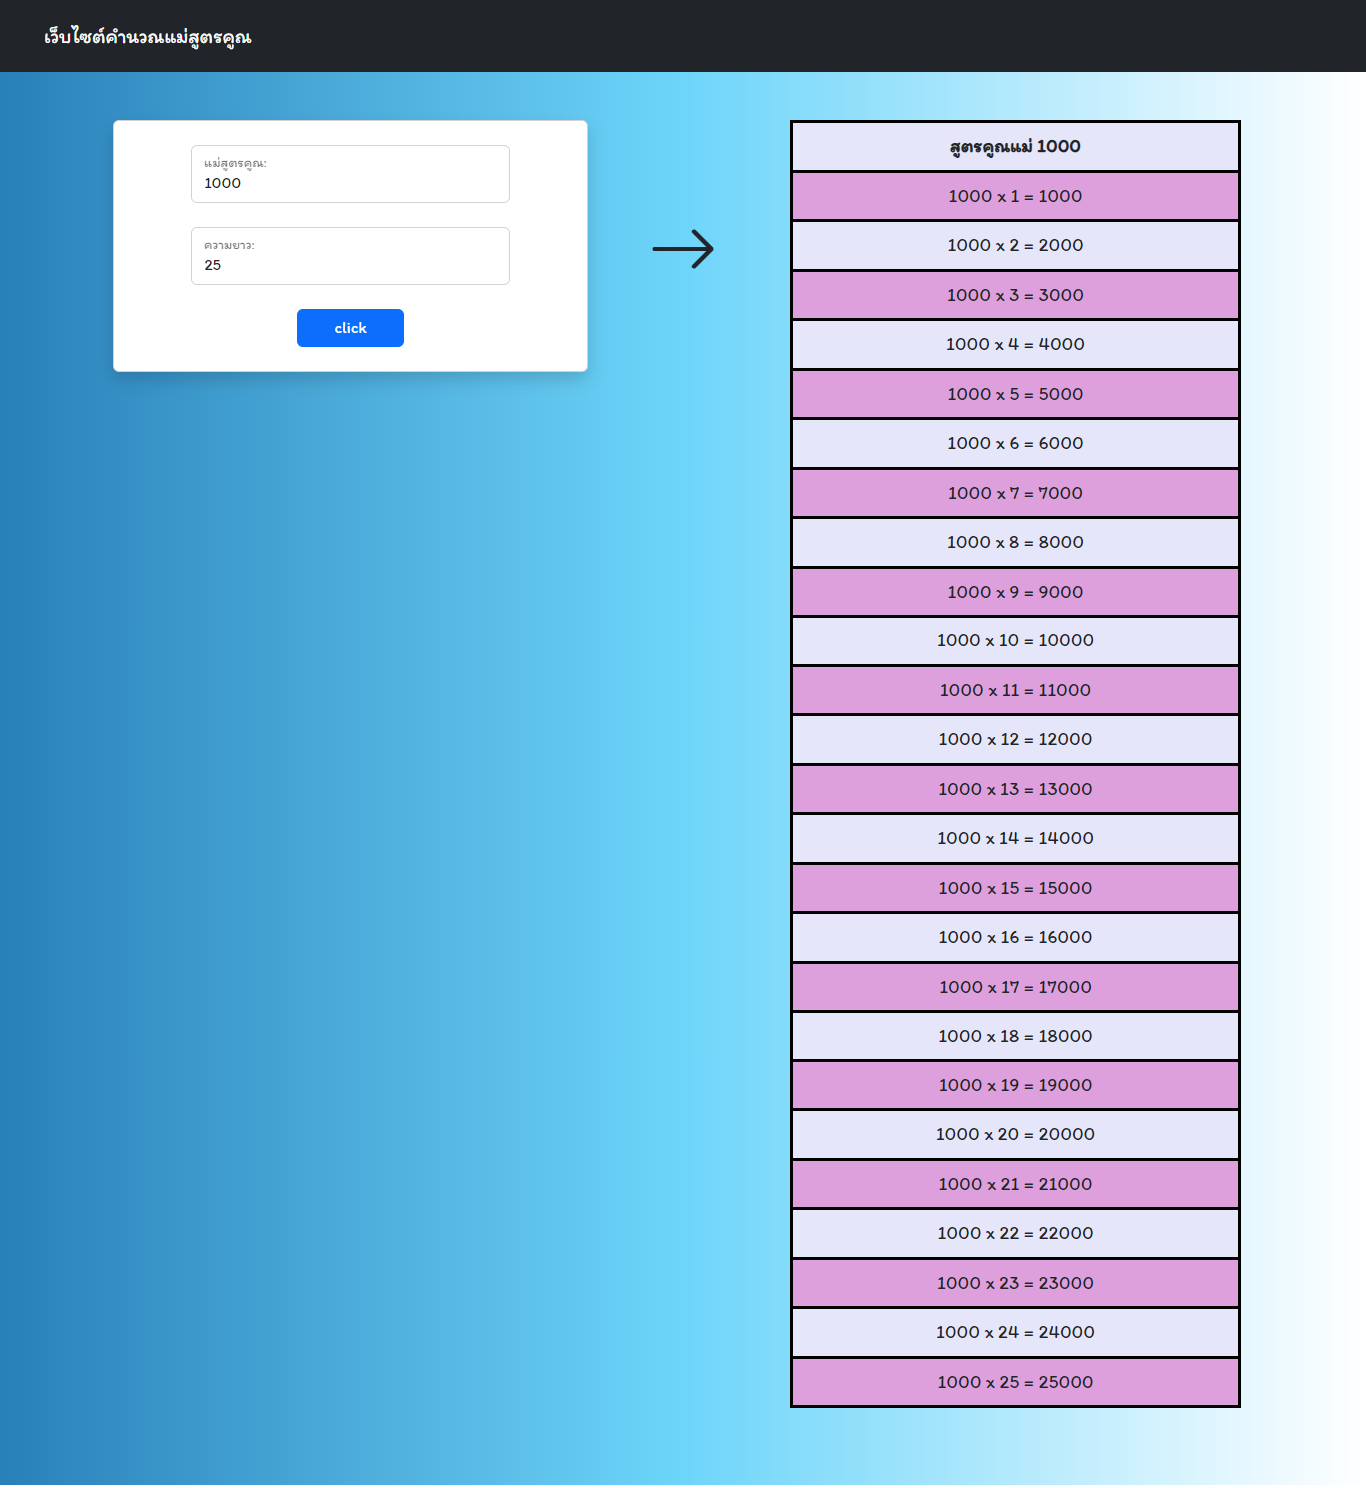 เว็บไซต์คำนวณแม่สูตรคูณ
แม่สูตรคูณ:
1000
ความยาว:
25
click
สูตรคูณแม่ 1000
1000 x 1 = 1000
1000 x 2 = 2000
1000 x 3 = 3000
1000 x 4 = 4000
1000 x 5 = 5000
1000 x 6 = 6000
1000 x 7 = 7000
1000 x 8 = 8000
1000 x 9 = 9000
1000 x 10 = 10000
1000 x 11 = 11000
1000 x 12 = 12000
1000 x 13 = 13000
1000 x 14 = 14000
1000 x 15 = 15000
1000 x 16 = 16000
1000 x 17 = 17000
1000 x 18 = 18000
1000 x 19 = 19000
1000 x 20 = 20000
1000 x 21 = 21000
1000 x 22 = 22000
1000 x 23 = 23000
1000 x 24 = 24000
1000 x 25 = 25000